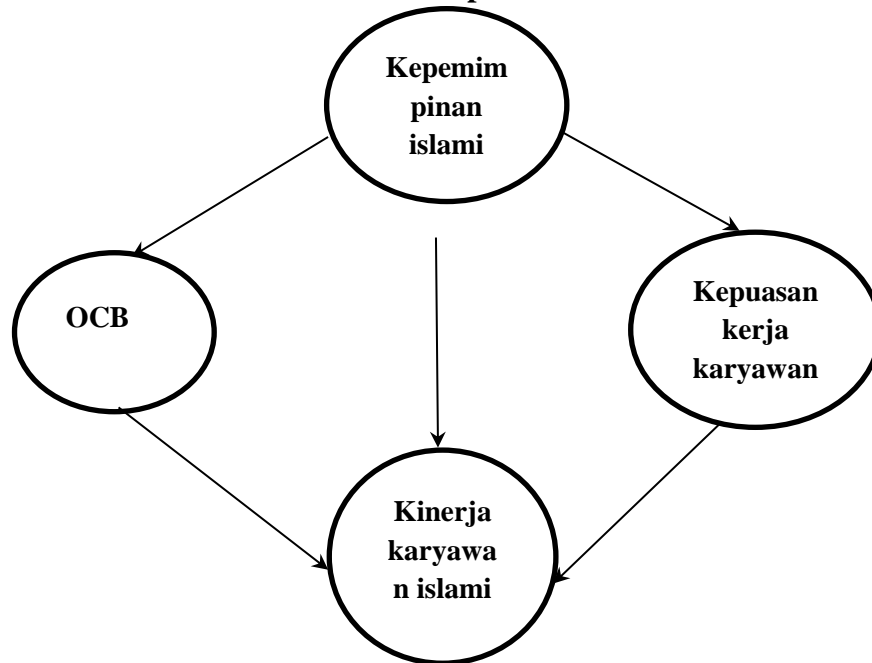 Kepemim
pinan
islami
OCB
Kepuasan
kerja
karyawan
Kinerja
karyawa
n islami